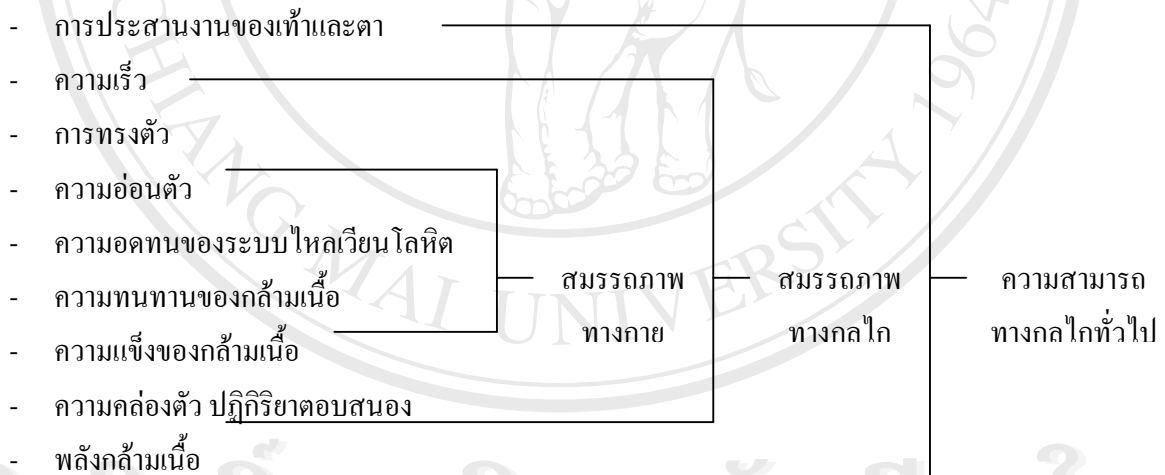 - การประสานงานของเท้าและตา
- ความเร็ว
- การทรงตัว
- ความอ่อนตัว
- ความอดทนของระบบไหลเวียนโลหิต
- ความทนทานของกล้ามเนื้อ
- ความแข็งของกล้ามเนื้อ
- ความคล่องตัว ปฏิกิริยาตอบสนอง
- พลังกล้ามเนื้อ
สมรรถภาพ
ทางกาย
สมรรถภาพ
ทางกลไก
ความสามารถ
ทางกลไกทั่วไป
CHIANG MAI UNIVERSITY 1964